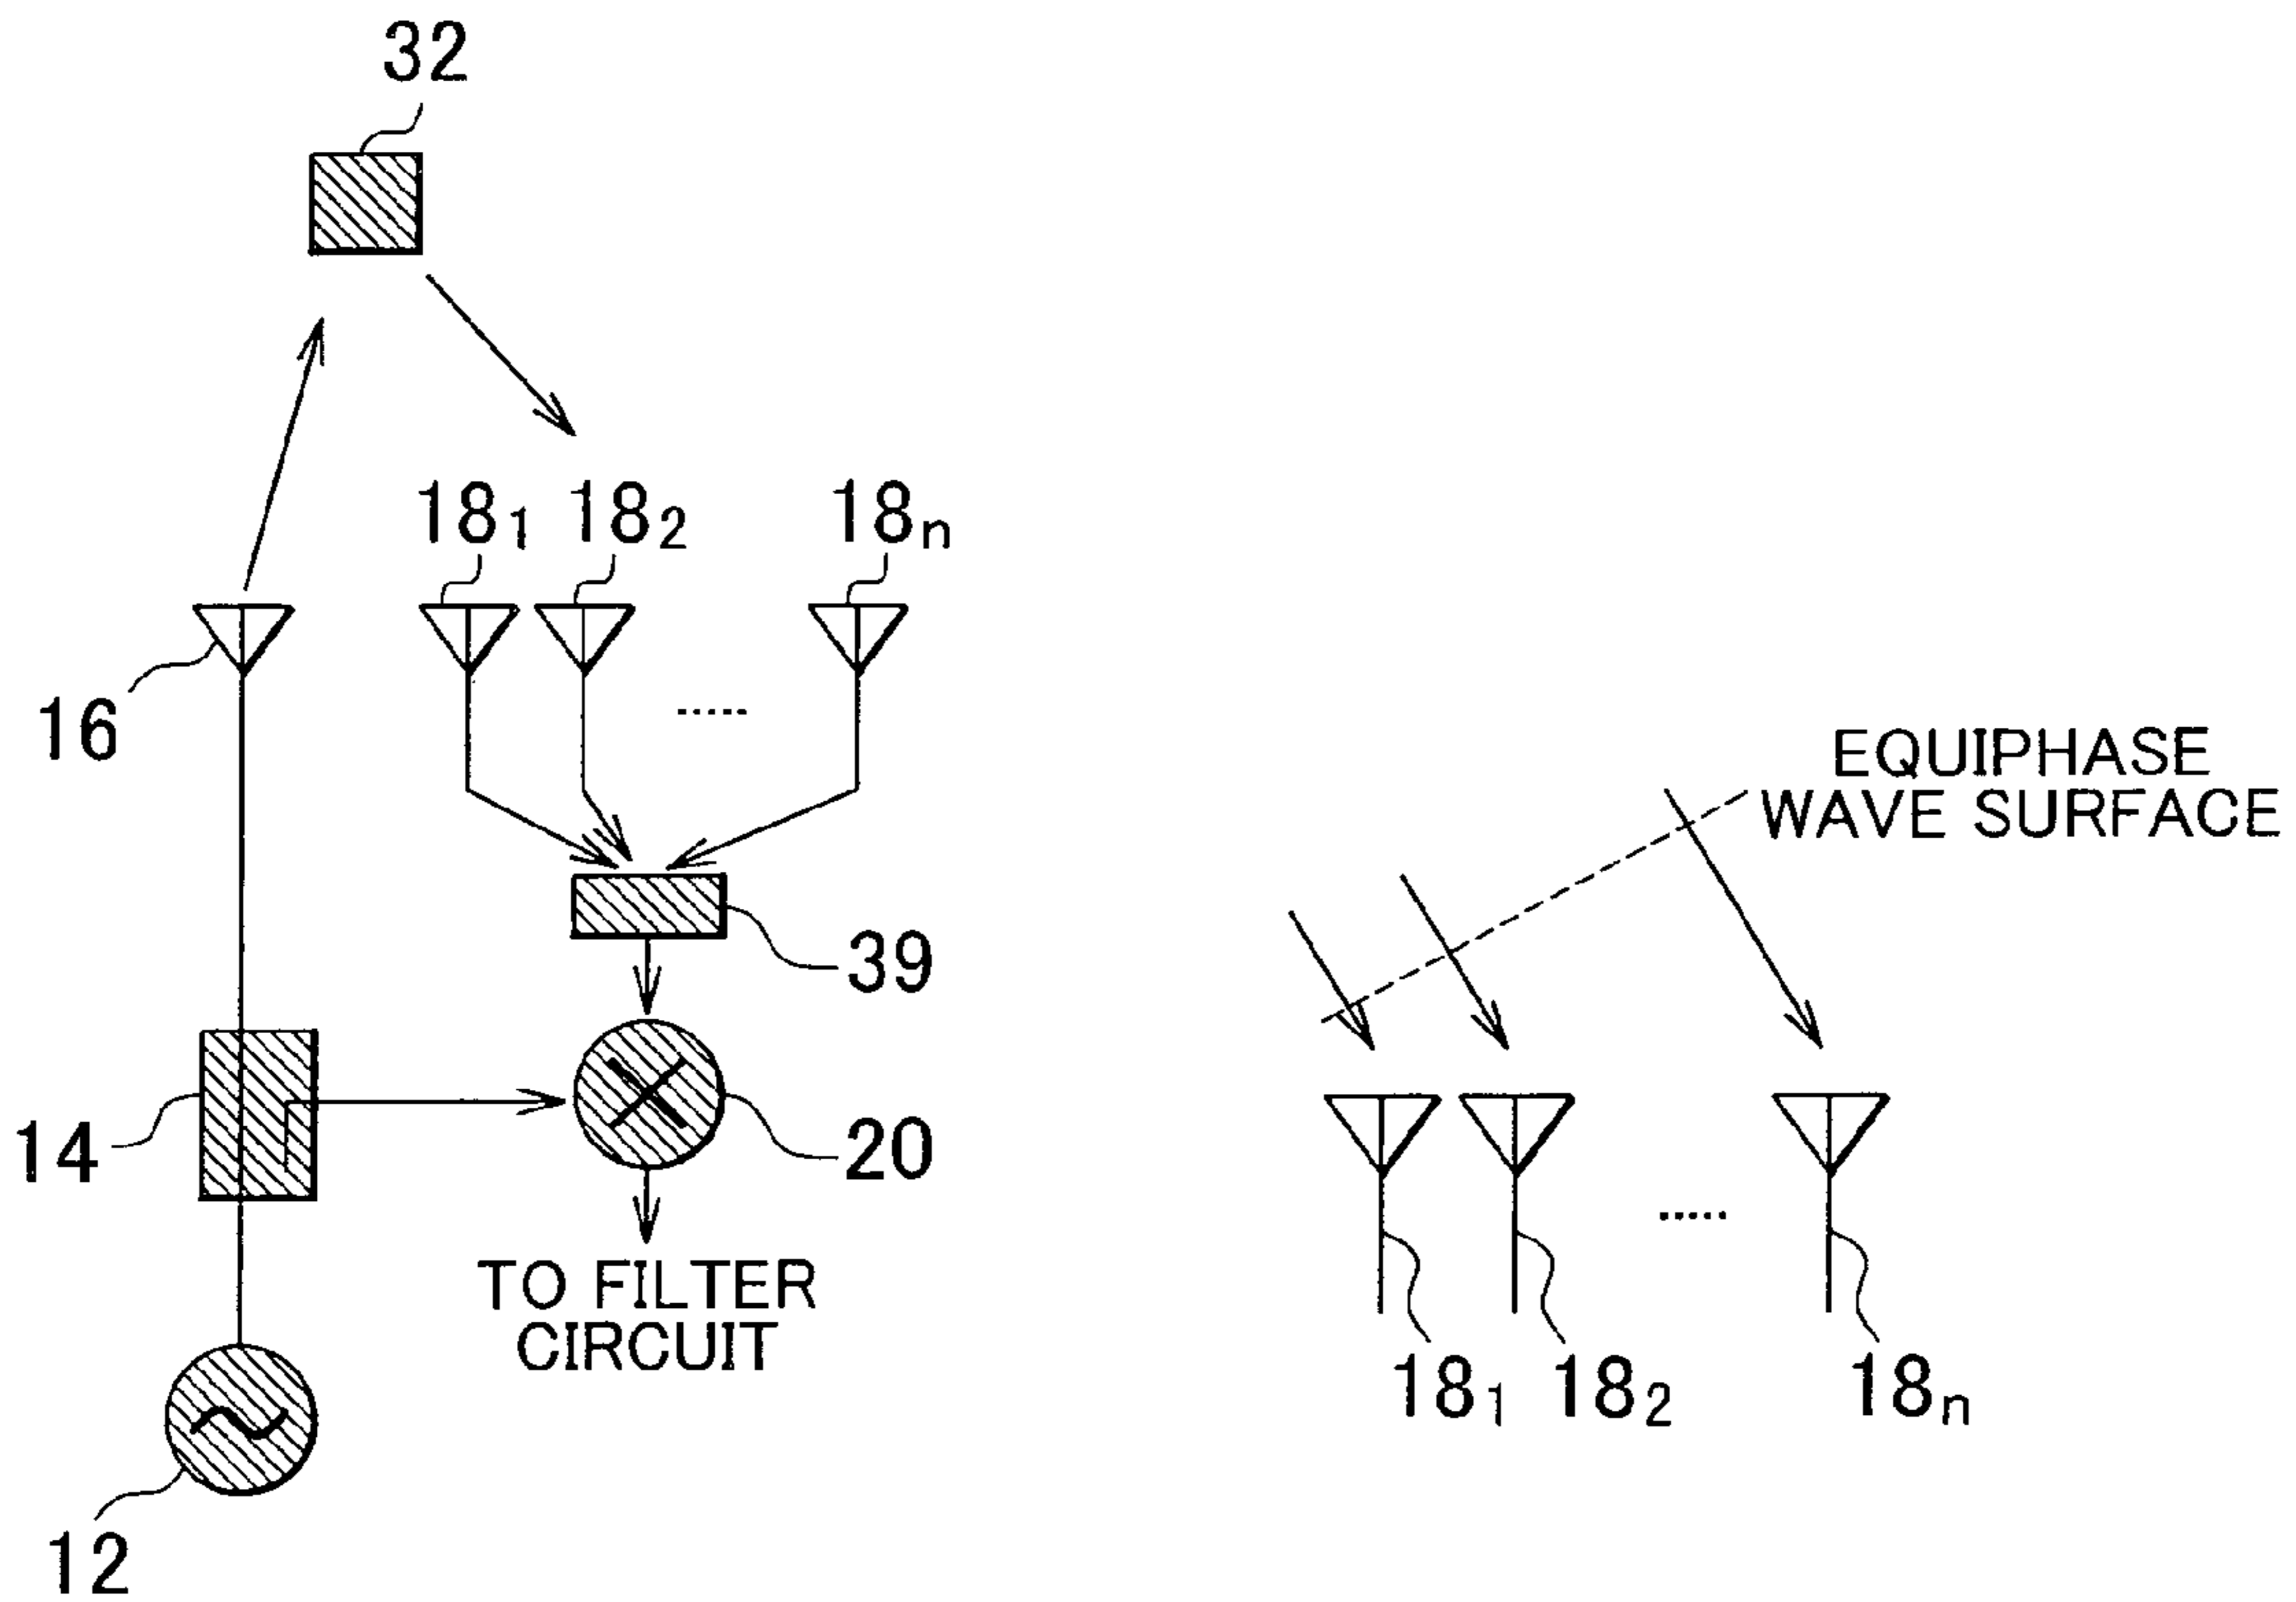 32
18₁ 18₂ 18ₙ
16
EQUIPHASE
WAVE SURFACE
.....
39
14
20
.....
TO FILTER
CIRCUIT
18₁ 18₂ 18ₙ
12